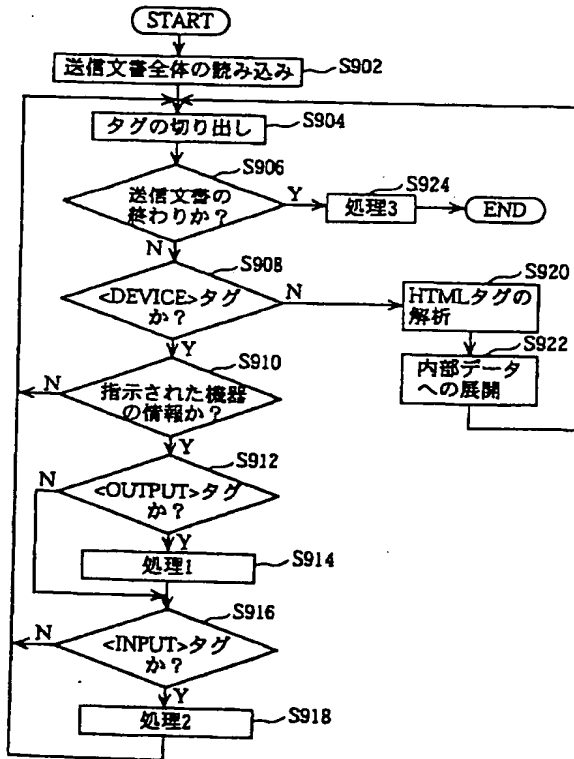 START
送信文書全体の読み込み
S902
タグの切り出し
S904
S906
送信文書の
終わりか？
Y
S924
処理3
END
N
S908
<DEVICE>タグ
か？
N
S920
HTMLタグの
解析
Y
S910
S922
内部データ
への展開
N
指示された機器
の情報か？
Y
S912
N
<OUTPUT>タグ
か？
Y
処理1
S914
S916
N
<INPUT>タグ
か？
Y
処理2
S918